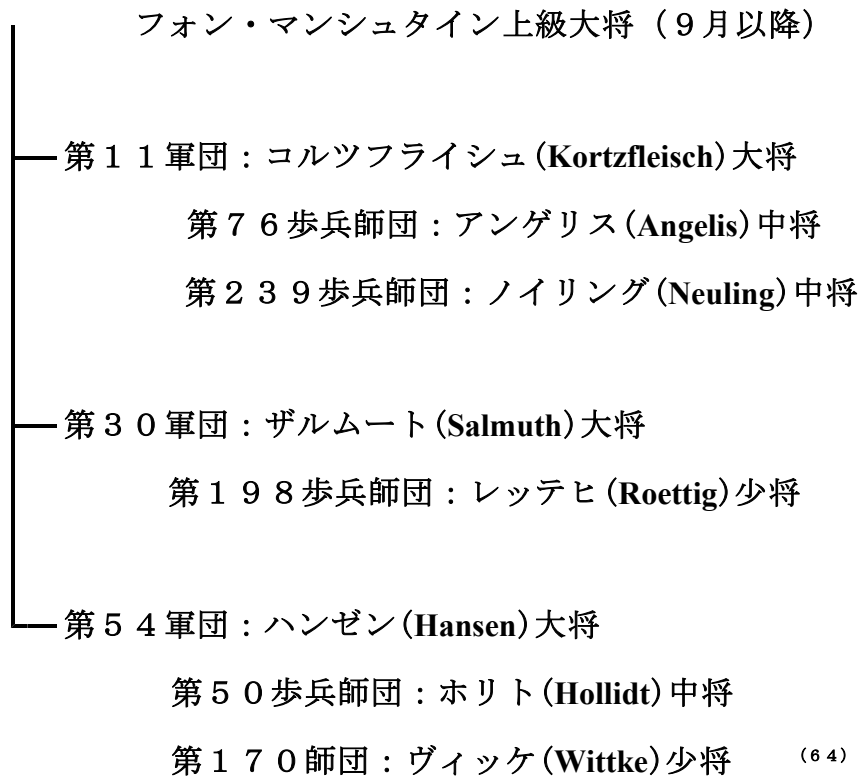 フォン・マンシュタイン上級大将（９月以降）
第１１軍団：コルツフライシュ(Kortzfleisch)大将
第７６歩兵師団：アンゲリス(Angelis)中将
第２３９歩兵師団：ノイリング(Neuling)中将
第３０軍団：ザルムート(Salmuth)大将
第１９８歩兵師団：レッテヒ(Roettig)少将
第５４軍団：ハンゼン(Hansen)大将
第５０歩兵師団：ホリト(Hollidt)中将
第１７０師団：ヴィッケ(Wittke)少将 （６４）